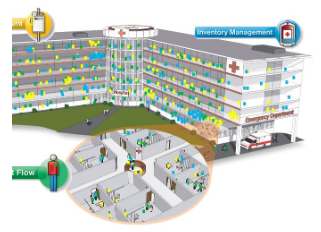 Inventory Management
Hospital
Emergency Department
t Flow